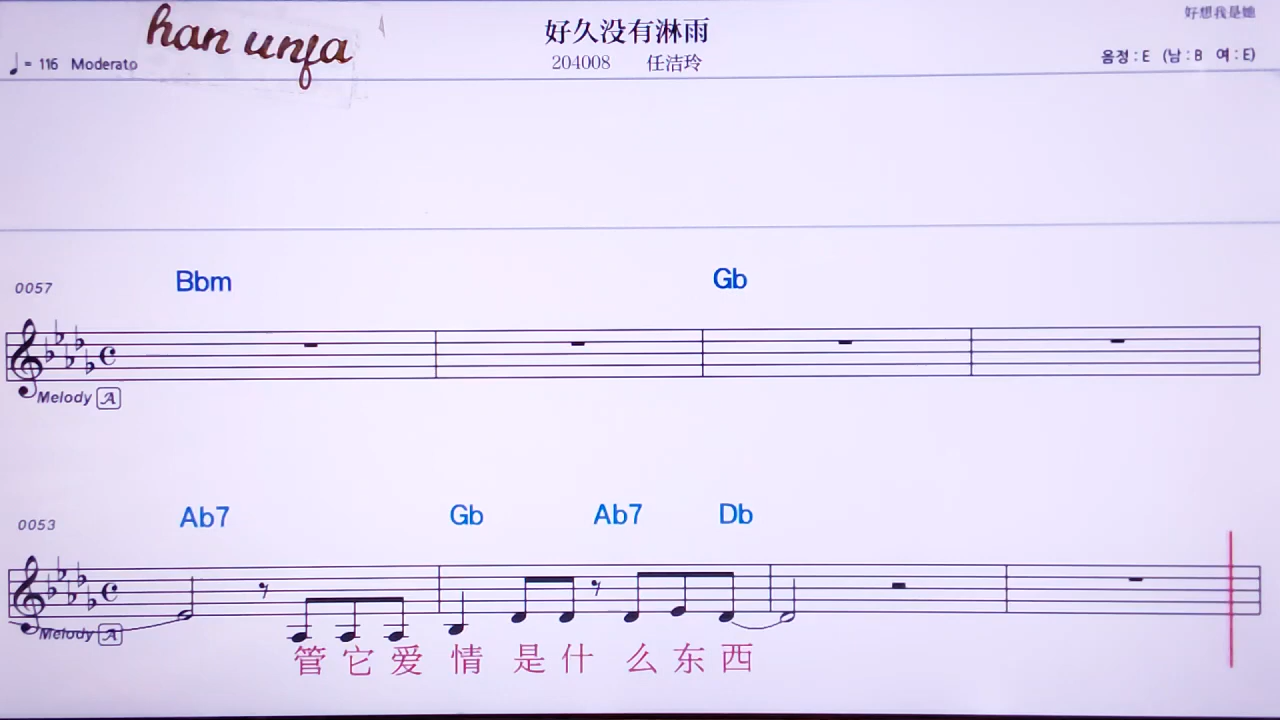 好想我是她
han unfa
好久没有淋雨
♩= 116 Moderato
204008 任洁玲
음정 : E (남 : B 여 : E)
Bbm Gb
0057
Melody A
Ab7 Gb Ab7 Db
0053
Melody A
管它爱情是什么东西